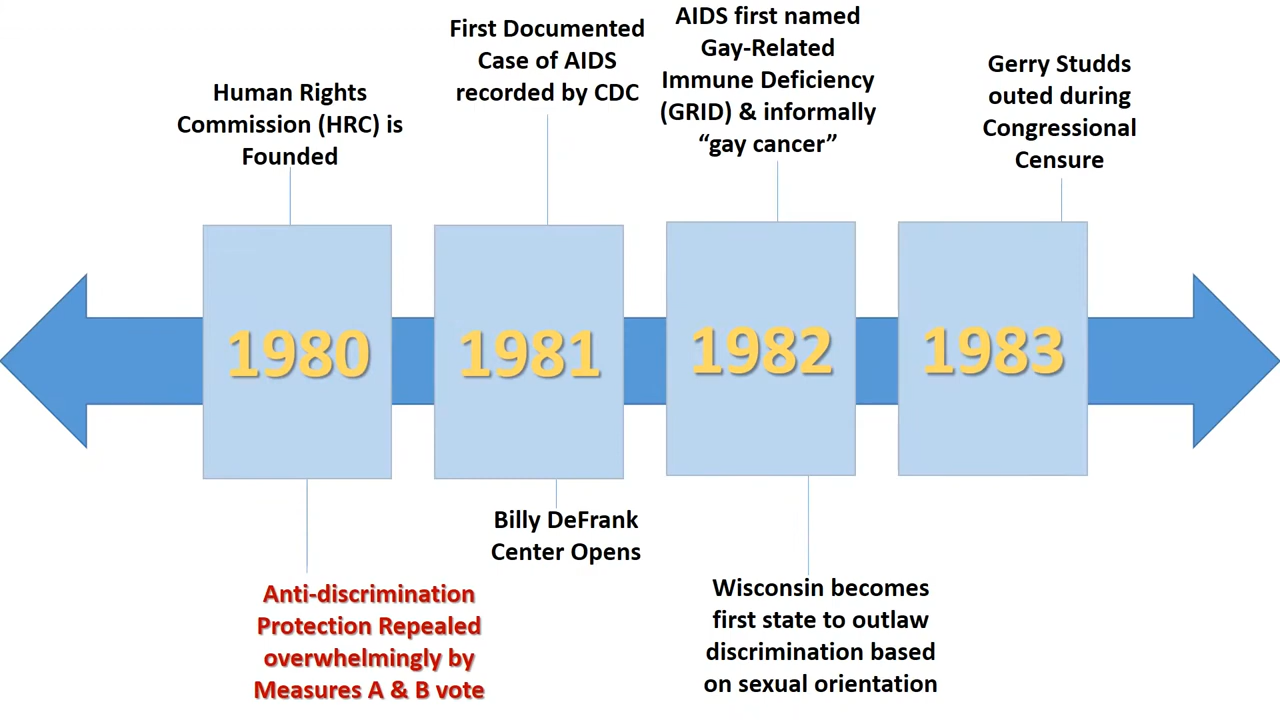 Human Rights
Commission (HRC) is
Founded
First Documented
Case of AIDS
recorded by CDC
AIDS first named
Gay-Related
Immune Deficiency
(GRID) & informally
“gay cancer”
Gerry Studds
outed during
Congressional
Censure
1980
1981
1982
1983
Anti-discrimination
Protection Repealed
overwhelmingly by
Measures A & B vote
Billy DeFrank
Center Opens
Wisconsin becomes
first state to outlaw
discrimination based
on sexual orientation